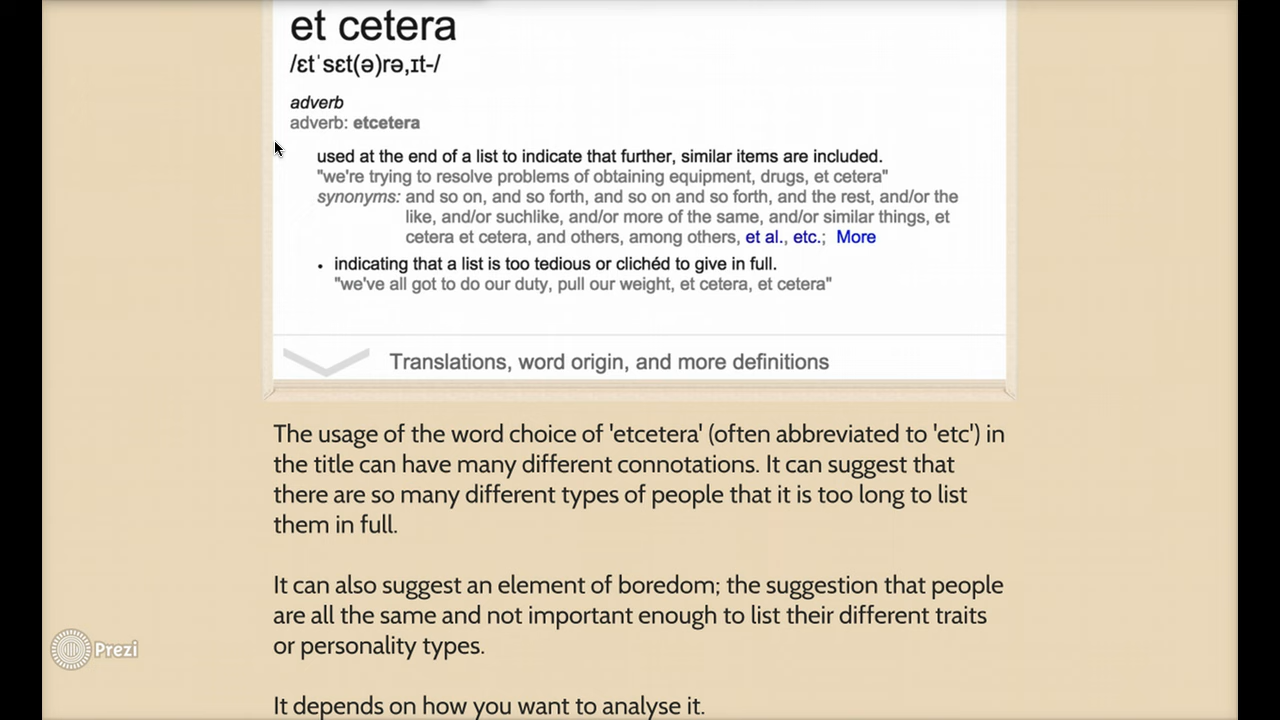 et cetera
/ɛtˈsɛt(ə)rə,ɪt-/
adverb
adverb: etcetera
used at the end of a list to indicate that further, similar items are included.
"we're trying to resolve problems of obtaining equipment, drugs, et cetera"
synonyms: and so on, and so forth, and so on and so forth, and the rest, and/or the
like, and/or suchlike, and/or more of the same, and/or similar things, et
cetera et cetera, and others, among others, et al., etc.; More
• indicating that a list is too tedious or clichéd to give in full.
"we've all got to do our duty, pull our weight, et cetera, et cetera"
Translations, word origin, and more definitions
The usage of the word choice of 'etcetera' (often abbreviated to 'etc') in
the title can have many different connotations. It can suggest that
there are so many different types of people that it is too long to list
them in full.
It can also suggest an element of boredom; the suggestion that people
are all the same and not important enough to list their different traits
or personality types.
Prezi
It depends on how you want to analyse it.